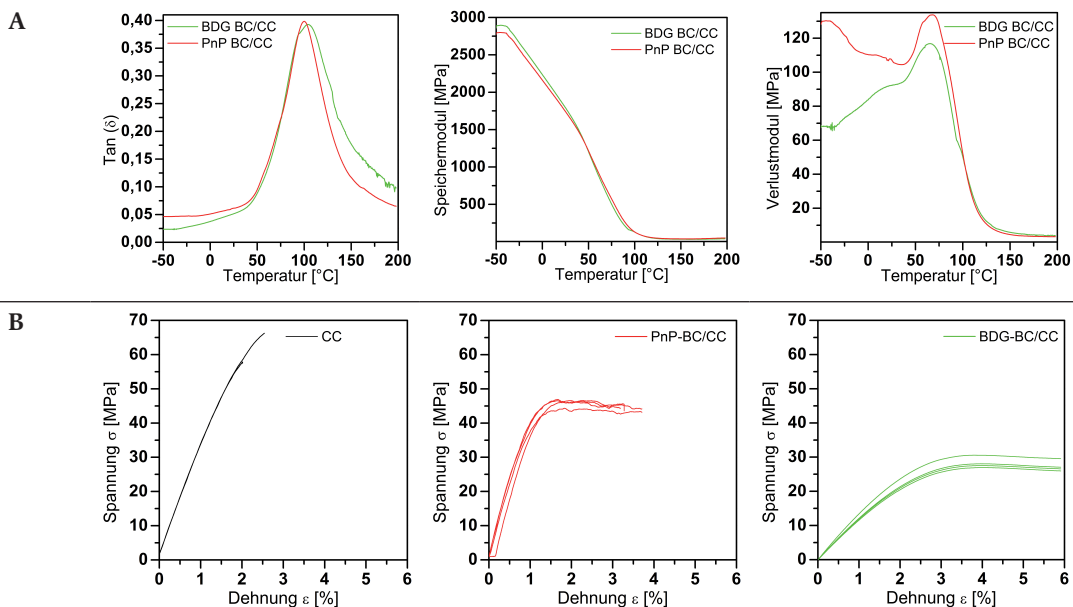 A
Tan (δ)
0,40
0,35
0,30
0,25
0,20
0,15
0,10
0,05
0,00
BDG BC/CC
PnP BC/CC
-50 0 50 100 150 200
Temperatur [°C]
Speichermodul [MPa]
3000
2500
2000
1500
1000
500
BDG BC/CC
PnP BC/CC
-50 0 50 100 150 200
Temperatur [°C]
Verlustmodul [MPa]
120
100
80
60
40
20
BDG BC/CC
PnP BC/CC
-50 0 50 100 150 200
Temperatur [°C]
B
Spannung σ [MPa]
70
60
50
40
30
20
10
0
CC
0 1 2 3 4 5 6
Dehnung ε [%]
Spannung σ [MPa]
70
60
50
40
30
20
10
0
PnP-BC/CC
0 1 2 3 4 5 6
Dehnung ε [%]
Spannung σ [MPa]
70
60
50
40
30
20
10
0
BDG-BC/CC
0 1 2 3 4 5 6
Dehnung ε [%]